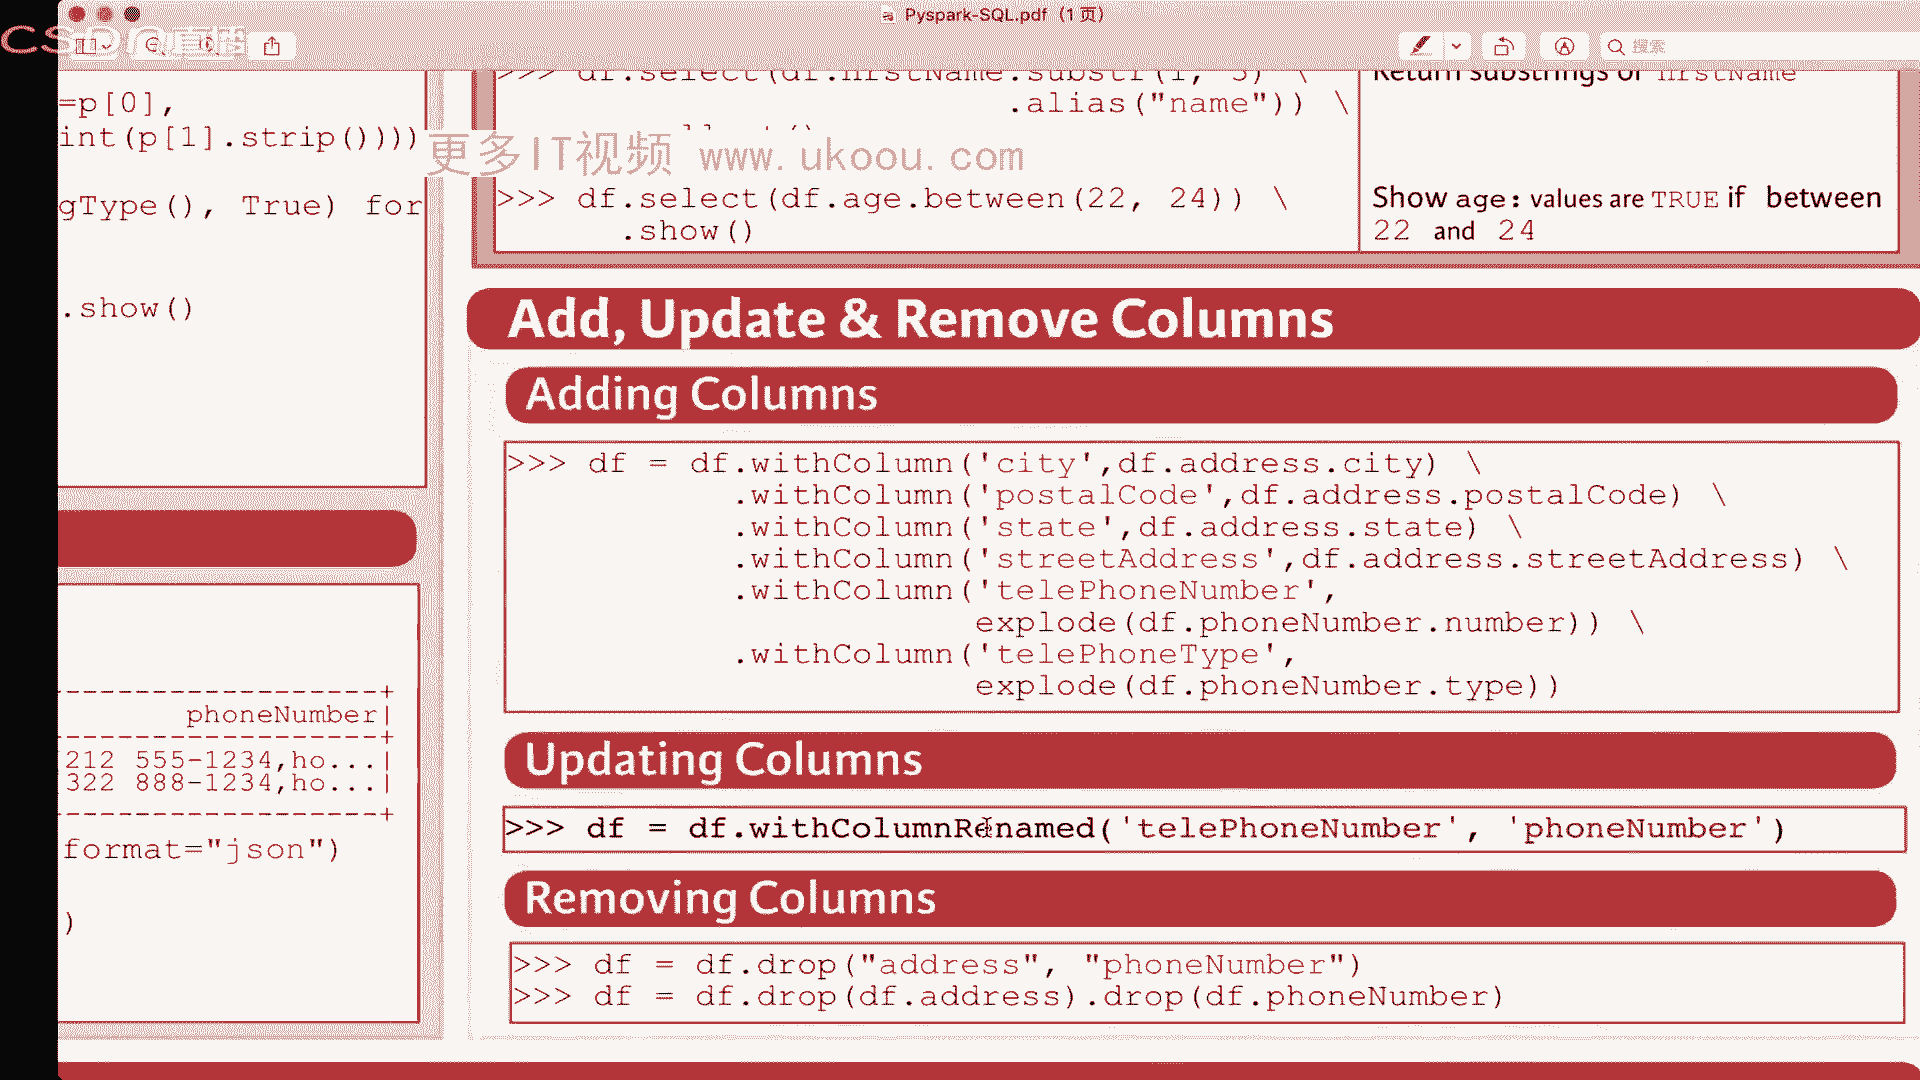 Pyspark-SQL.pdf (1 页)
CSDN直播
搜索
=p[0],
int(p[1].strip())))
gType(), True) for
.show()
phoneNumber|
212 555-1234,ho...|
322 888-1234,ho...|
format="json")
)
更多IT视频 www.ukoou.com
>>> df.select(df.firstName.substr(1, 3) \
.alias("name")) \
Return substrings of firstName
>>> df.select(df.age.between(22, 24)) \
.show()
Show age: values are TRUE if between
22 and 24
Add, Update & Remove Columns
Adding Columns
>>> df = df.withColumn('city',df.address.city) \
.withColumn('postalCode',df.address.postalCode) \
.withColumn('state',df.address.state) \
.withColumn('streetAddress',df.address.streetAddress) \
.withColumn('telePhoneNumber',
explode(df.phoneNumber.number)) \
.withColumn('telePhoneType',
explode(df.phoneNumber.type))
Updating Columns
>>> df = df.withColumnRenamed('telePhoneNumber', 'phoneNumber')
Removing Columns
>>> df = df.drop("address", "phoneNumber")
>>> df = df.drop(df.address).drop(df.phoneNumber)